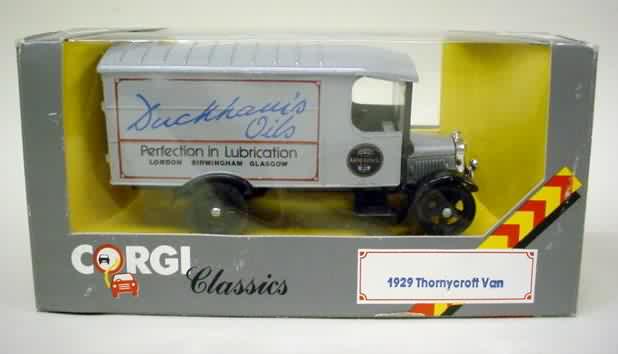 Duckham's
Oils
Perfection in Lubrication
LONDON BIRMINGHAM GLASGOW
CORGI
Classics
1929 Thornycroft Van